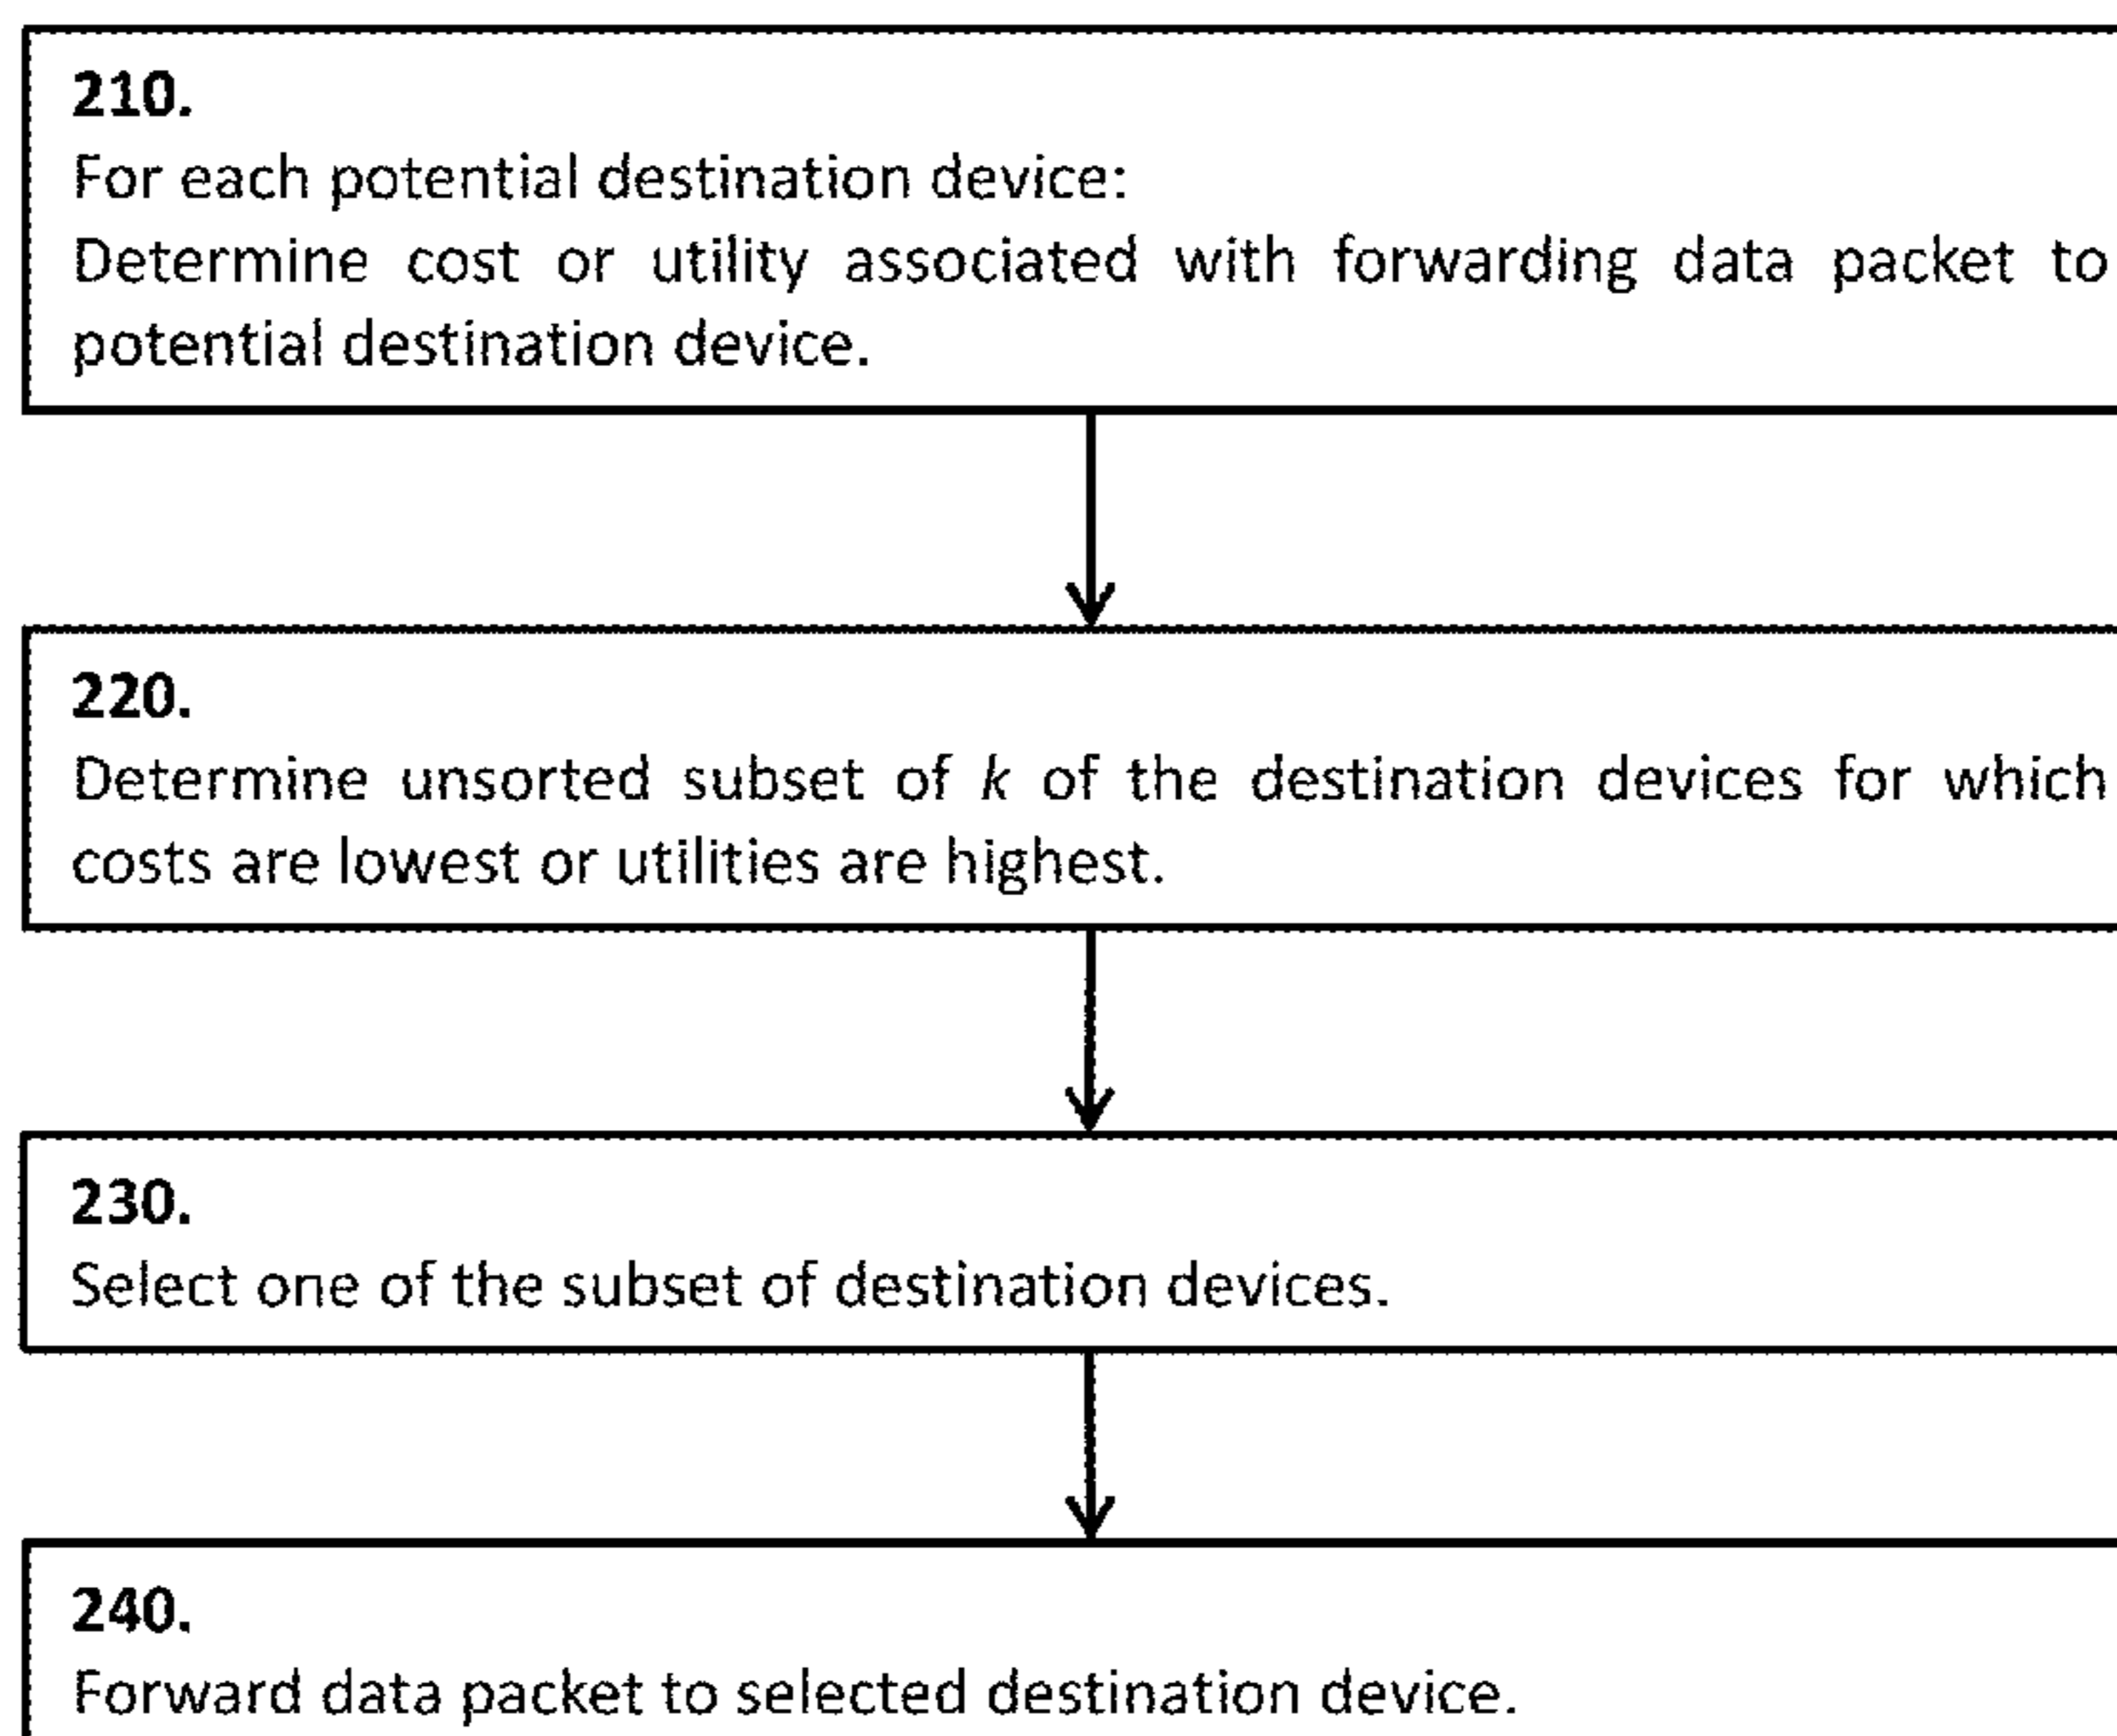 210.
For each potential destination device:
Determine cost or utility associated with forwarding data packet to
potential destination device.
220.
Determine unsorted subset of k of the destination devices for which
costs are lowest or utilities are highest.
230.
Select one of the subset of destination devices.
240.
Forward data packet to selected destination device.